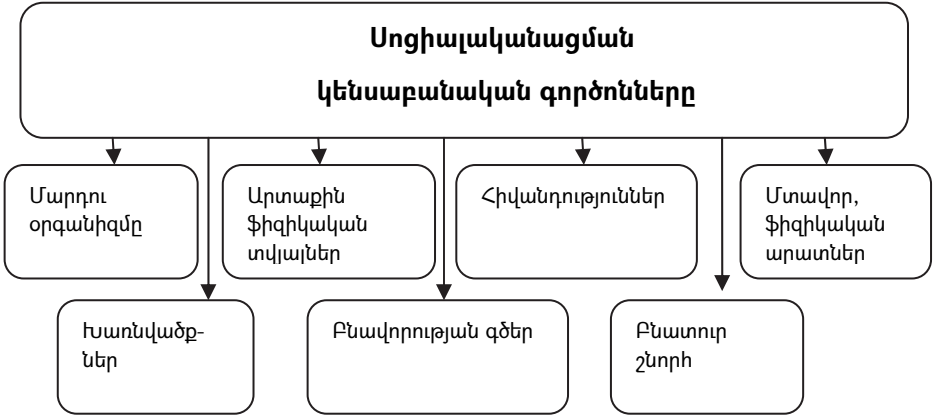 Սոցիալականացման
կենսաբանական գործոնները
Մարդու
օրգանիզմը
Արտաքին
ֆիզիկական
տվյալներ
Հիվանդություններ
Մտավոր,
ֆիզիկական
արատներ
Խառնվածք-
ներ
Բնավորության գծեր
Բնատուր
շնորհ